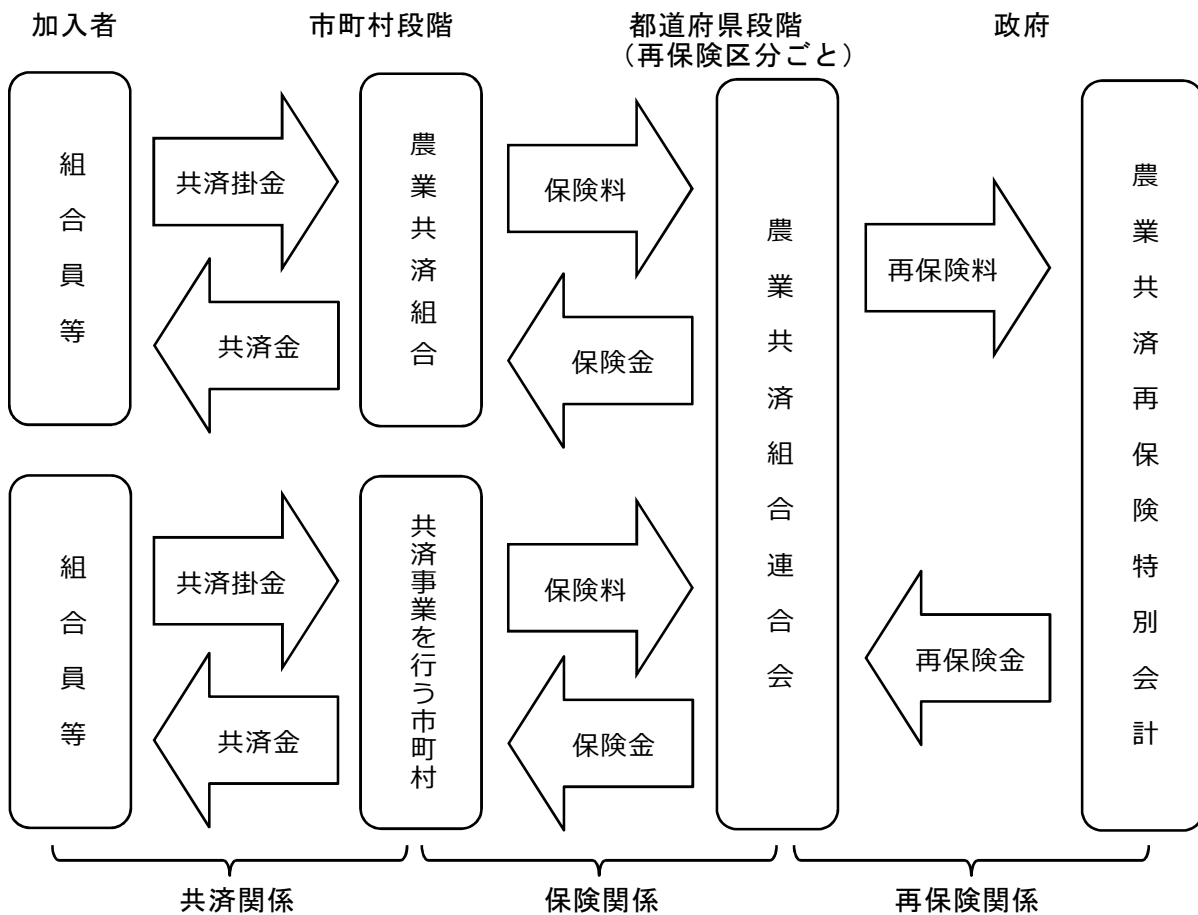 加入者
市町村段階
都道府県段階
（再保険区分ごと）
政府
組合員等
共済掛金
共済金
農業共済組合
保険料
保険金
組合員等
共済掛金
共済金
共済事業を行う市町村
保険料
保険金
農業共済組合連合会
再保険料
再保険金
農業共済再保険特別会計
共済関係
保険関係
再保険関係